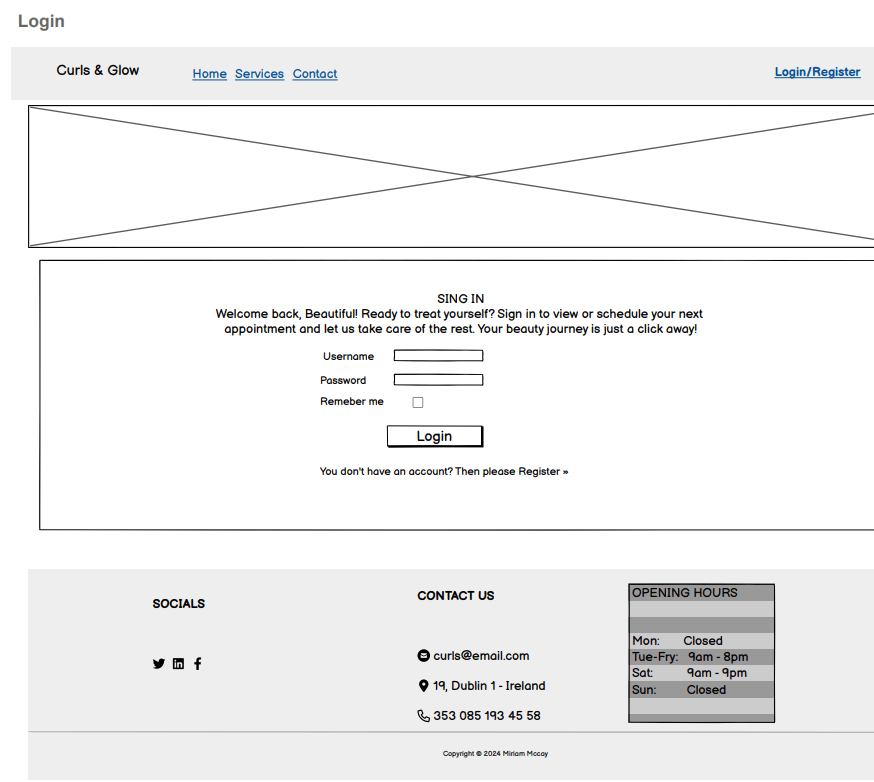 Login
Curls & Glow Home Services Contact Login/Register
SING IN
Welcome back, Beautiful! Ready to treat yourself? Sign in to view or schedule your next
appointment and let us take care of the rest. Your beauty journey is just a click away!
Username
Password
Remeber me
Login
You don't have an account? Then please Register »
SOCIALS
CONTACT US
curls@email.com
19, Dublin 1 - Ireland
353 085 193 45 58
OPENING HOURS
Mon: Closed
Tue-Fry: 9am - 8pm
Sat: 9am - 9pm
Sun: Closed
Copyright © 2024 Miriam Mccay